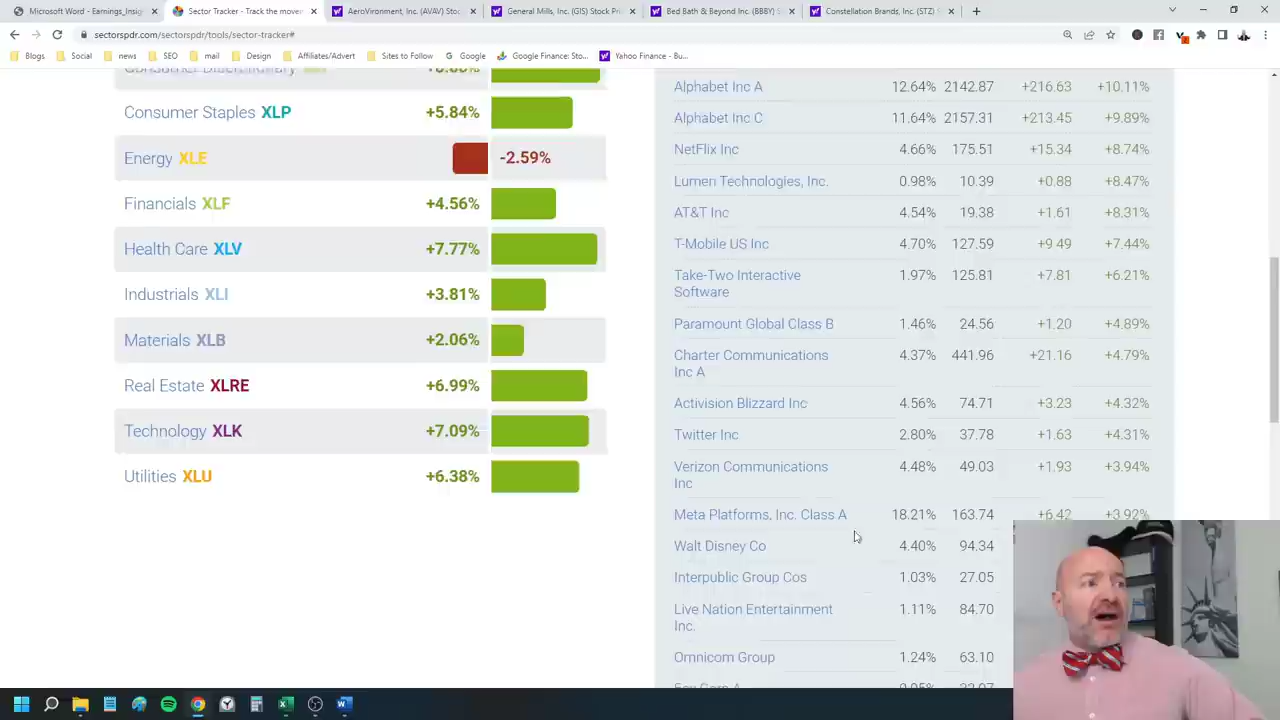 Microsoft Word - Earnings_Insig
Sector Tracker - Track the mover
AeroVironment, Inc. (AVAV) Stoc
General Mills, Inc. (GIS) Stock Pri
Bed Bath & Beyond Inc. (BBBY) S
Constellation Brands, Inc. (STZ) S
sectorspdr.com/sectorspdr/tools/sector-tracker#
Blogs
Social
news
SEO
mail
Affiliates/Advert
Sites to Follow
Google
Google Finance: Sto...
Yahoo Finance - Bu...
Consumer Discretionary
Consumer Staples XLP +5.84%
Energy XLE -2.59%
Financials XLF +4.56%
Health Care XLV +7.77%
Industrials XLI +3.81%
Materials XLB +2.06%
Real Estate XLRE +6.99%
Technology XLK +7.09%
Utilities XLU +6.38%
Alphabet Inc A 12.64% 2142.87 +216.63 +10.11%
Alphabet Inc C 11.64% 2157.31 +213.45 +9.89%
NetFlix Inc 4.66% 175.51 +15.34 +8.74%
Lumen Technologies, Inc. 0.98% 10.39 +0.88 +8.47%
AT&T Inc 4.54% 19.38 +1.61 +8.31%
T-Mobile US Inc 4.70% 127.59 +9.49 +7.44%
Take-Two Interactive 1.97% 125.81 +7.81 +6.21%
Software
Paramount Global Class B 1.46% 24.56 +1.20 +4.89%
Charter Communications 4.37% 441.96 +21.16 +4.79%
Inc A
Activision Blizzard Inc 4.56% 74.71 +3.23 +4.32%
Twitter Inc 2.80% 37.78 +1.63 +4.31%
Verizon Communications 4.48% 49.03 +1.93 +3.94%
Inc
Meta Platforms, Inc. Class A 18.21% 163.74 +6.42 +3.92%
Walt Disney Co 4.40% 94.34
Interpublic Group Cos 1.03% 27.05
Live Nation Entertainment 1.11% 84.70
Inc.
Omnicom Group 1.24% 63.10